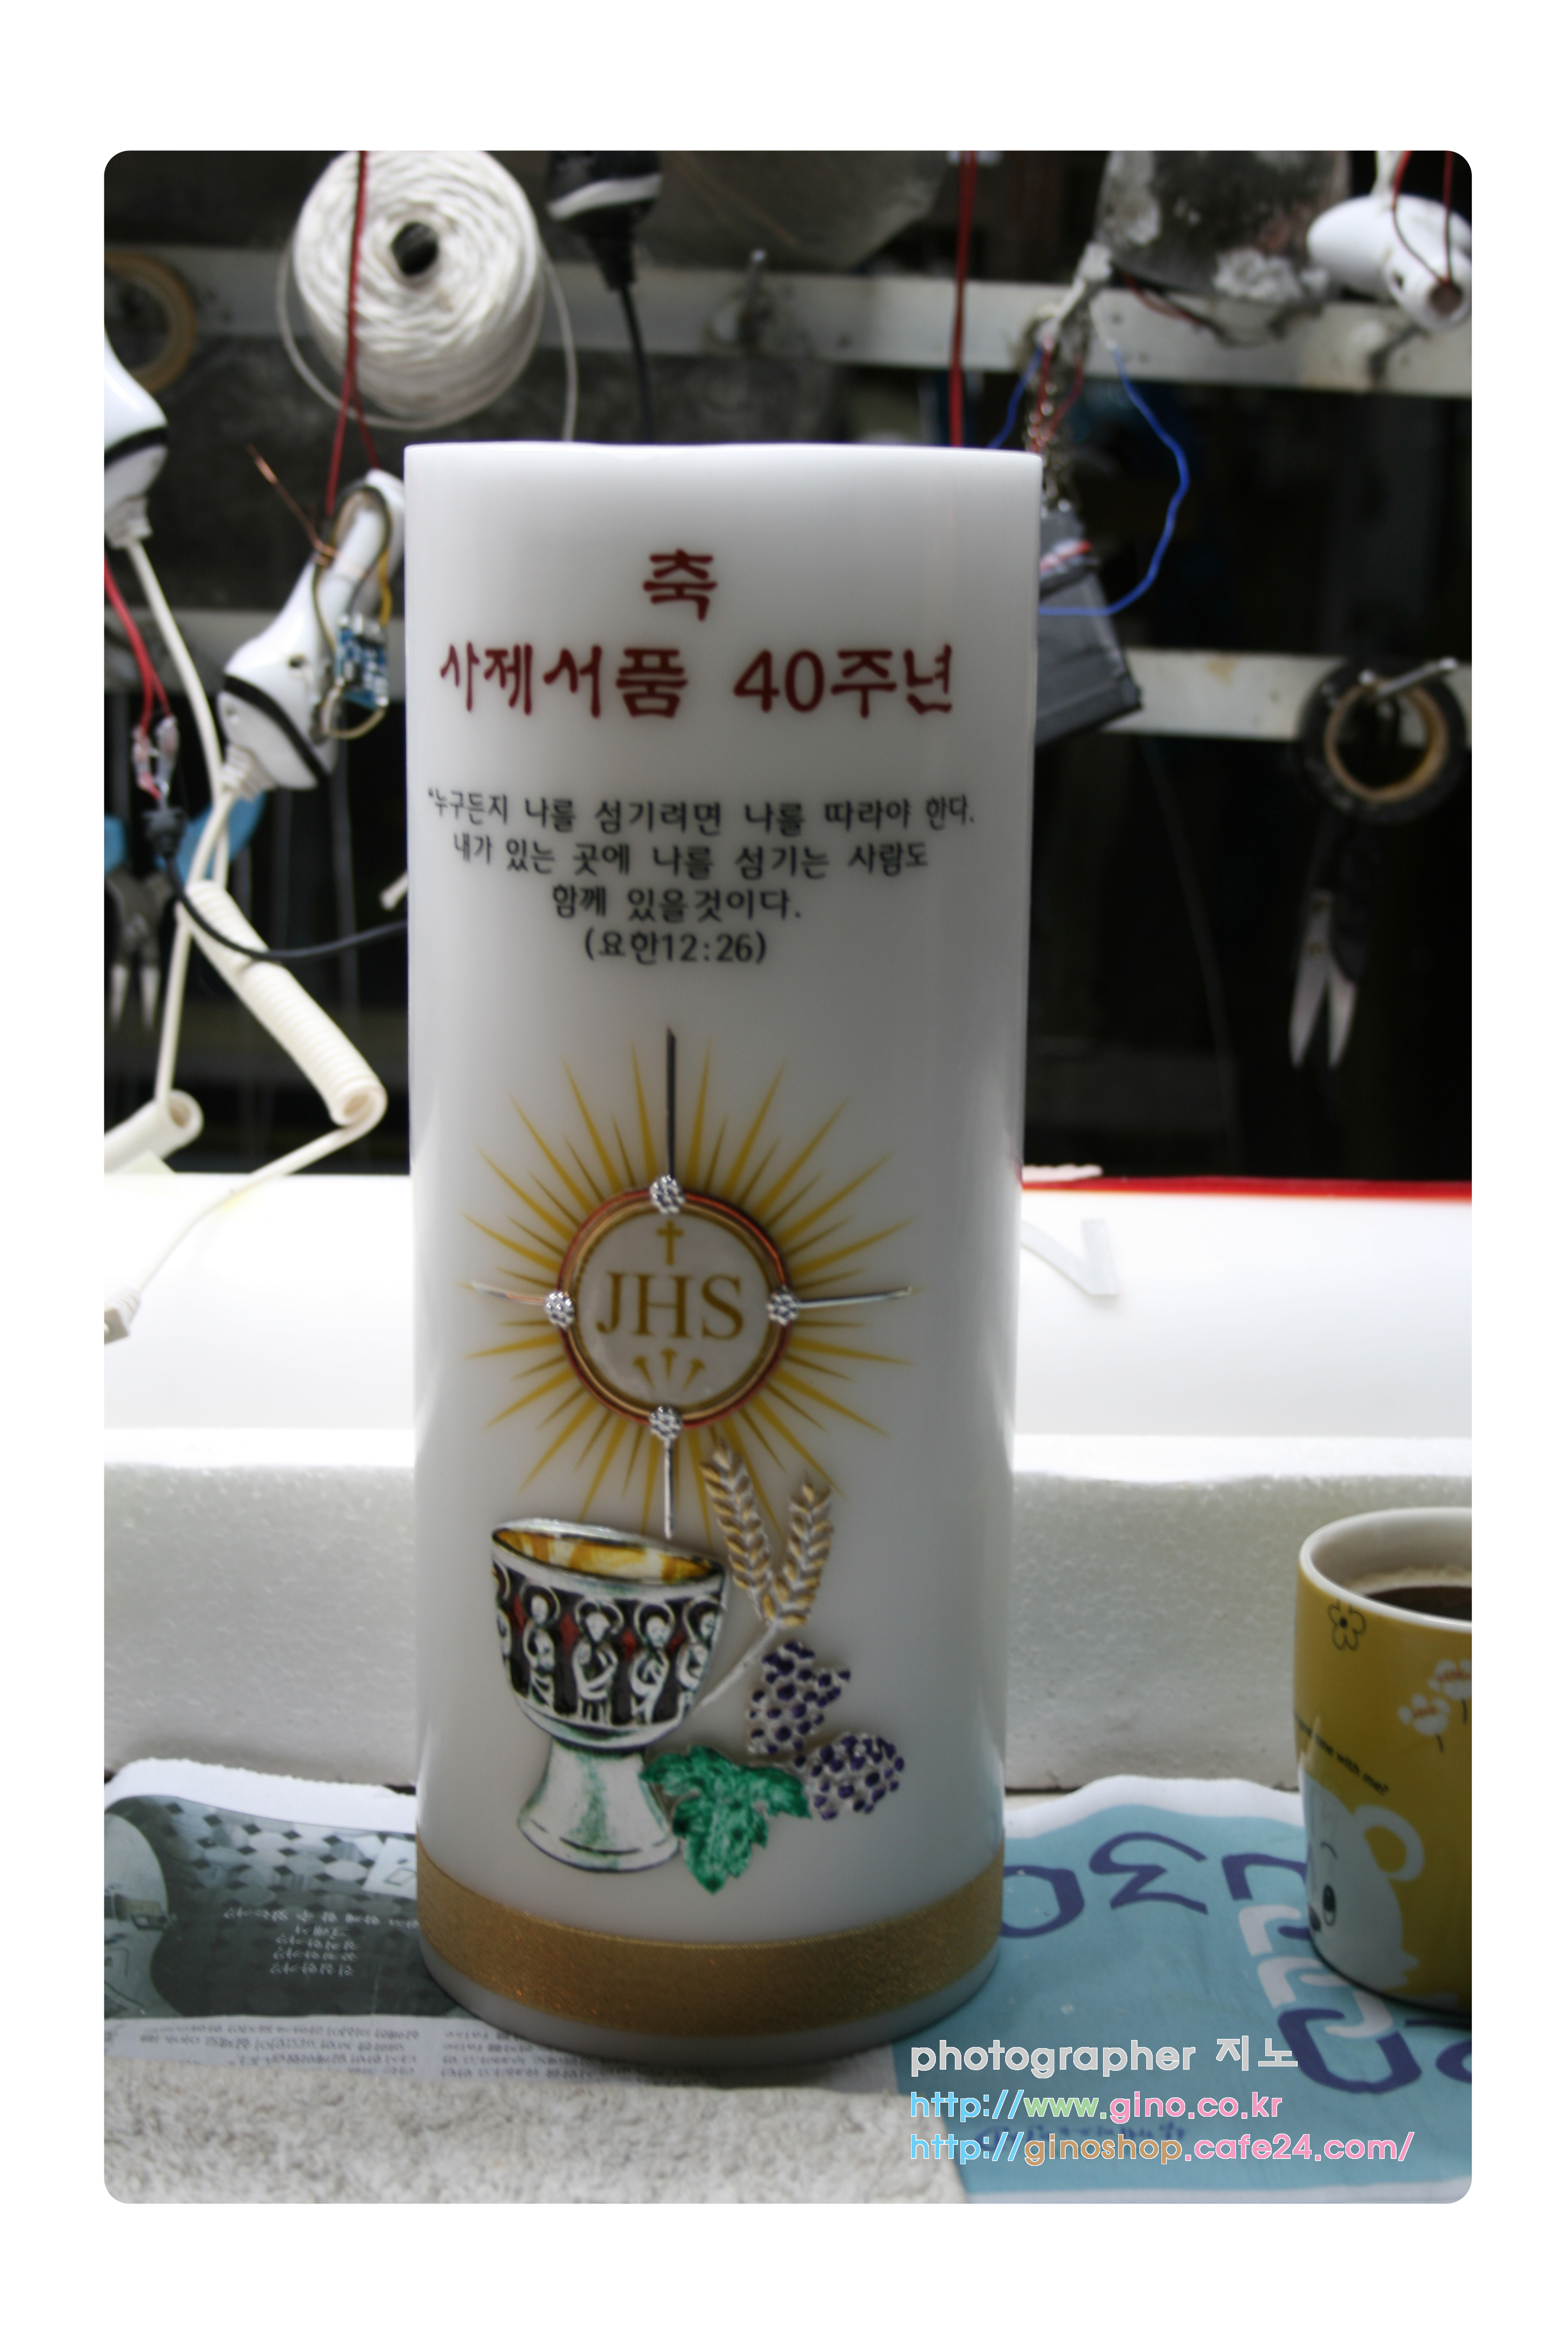 축
사제서품 40주년
“누구든지 나를 섬기려면 나를 따라야 한다.
내가 있는 곳에 나를 섬기는 사람도
함께 있을것이다.
(요한12:26)
JHS
time with me?
photographer 지노
http://www.gino.co.kr
http://ginoshop.cafe24.com/